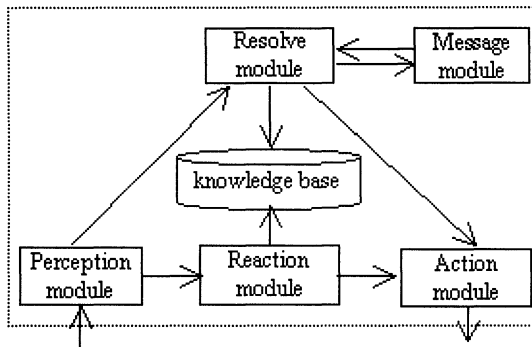 Resolve
module
Message
module
knowledge base
Perception
module
Reaction
module
Action
module